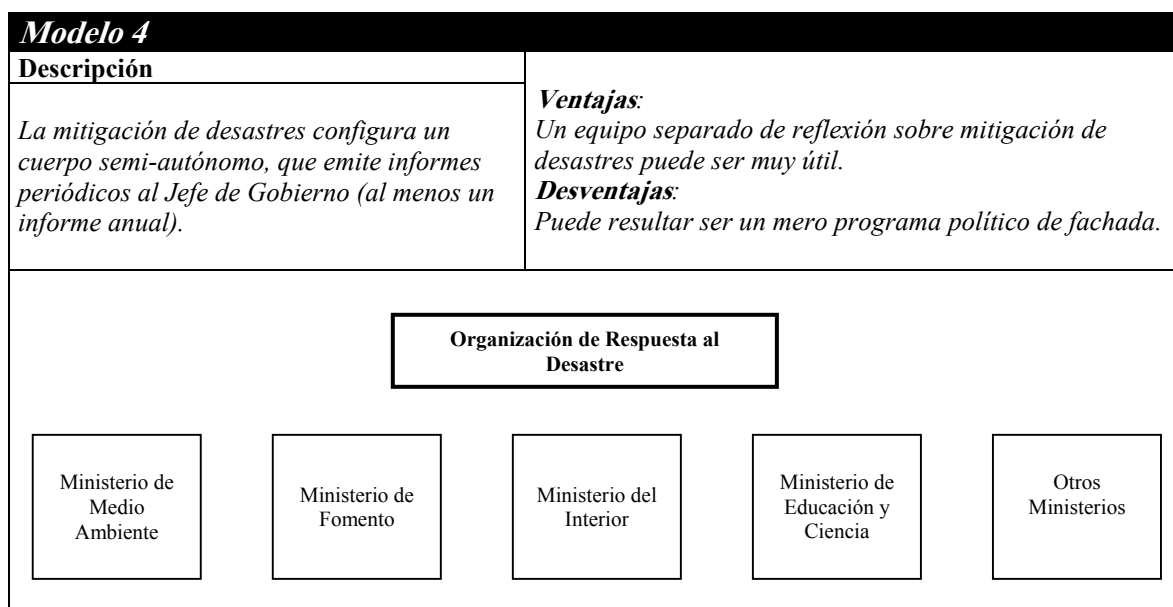 Modelo 4
Descripción
La mitigación de desastres configura un
cuerpo semi-autónomo, que emite informes
periódicos al Jefe de Gobierno (al menos un
informe anual).
Ventajas:
Un equipo separado de reflexión sobre mitigación de
desastres puede ser muy útil.
Desventajas:
Puede resultar ser un mero programa político de fachada.
Organización de Respuesta al
Desastre
Ministerio de
Medio
Ambiente
Ministerio de
Fomento
Ministerio del
Interior
Ministerio de
Educación y
Ciencia
Otros
Ministerios